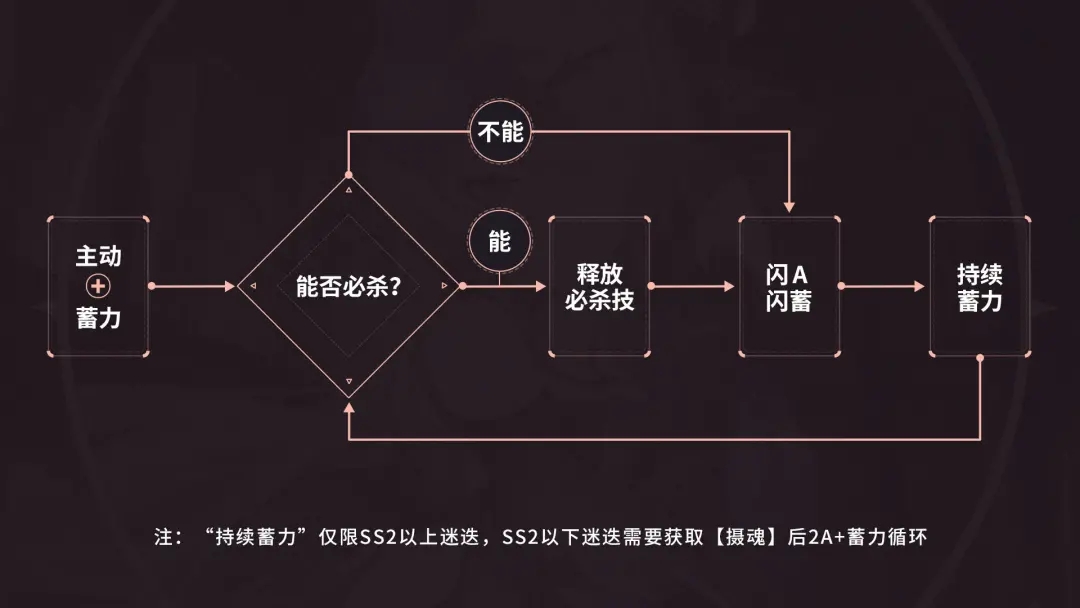 不能
能
主动
蓄力
能否必杀？
释放
必杀技
闪A
闪蓄
持续
蓄力
注：“持续蓄力”仅限SS2以上迷迭，SS2以下迷迭需要获取【摄魂】后2A+蓄力循环